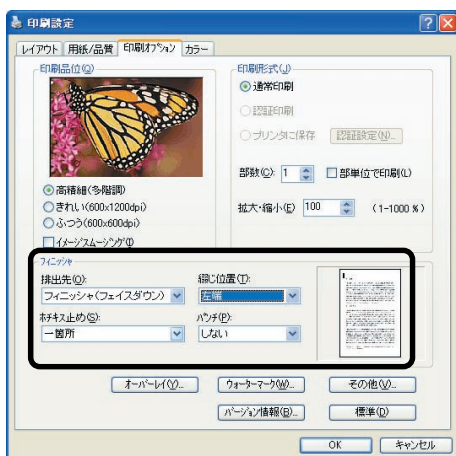 印刷設定
レイアウト 用紙/品質 印刷オプション カラー
印刷品位(Q)
高精細(多階調)
きれい(600x1200dpi)
ふつう(600x600dpi)
イメージスムージング(I)
印刷形式(J)
通常印刷
認証印刷
プリンタに保存 認証設定(N)...
部数(C): 1 部単位で印刷(L)
拡大・縮小(E) 100 (1-1000 %)
フィニッシャ
排出先(O):
フィニッシャ(フェイスダウン)
綴じ位置(T):
左端
ホチキス止め(S):
一箇所
パンチ(P):
しない
オーバーレイ(Y)... ウォーターマーク(W)... その他(V)...
バージョン情報(B)... 標準(D)
OK キャンセル